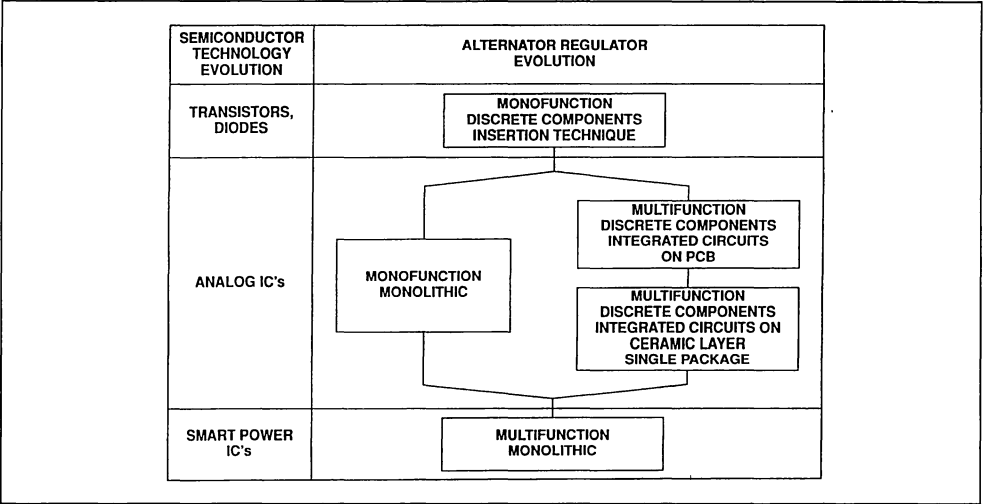 SEMICONDUCTOR
TECHNOLOGY
EVOLUTION
ALTERNATOR REGULATOR
EVOLUTION
TRANSISTORS,
DIODES
MONOFUNCTION
DISCRETE COMPONENTS
INSERTION TECHNIQUE
ANALOG IC's
MONOFUNCTION
MONOLITHIC
MULTIFUNCTION
DISCRETE COMPONENTS
INTEGRATED CIRCUITS
ON PCB
MULTIFUNCTION
DISCRETE COMPONENTS
INTEGRATED CIRCUITS ON
CERAMIC LAYER
SINGLE PACKAGE
SMART POWER
IC's
MULTIFUNCTION
MONOLITHIC